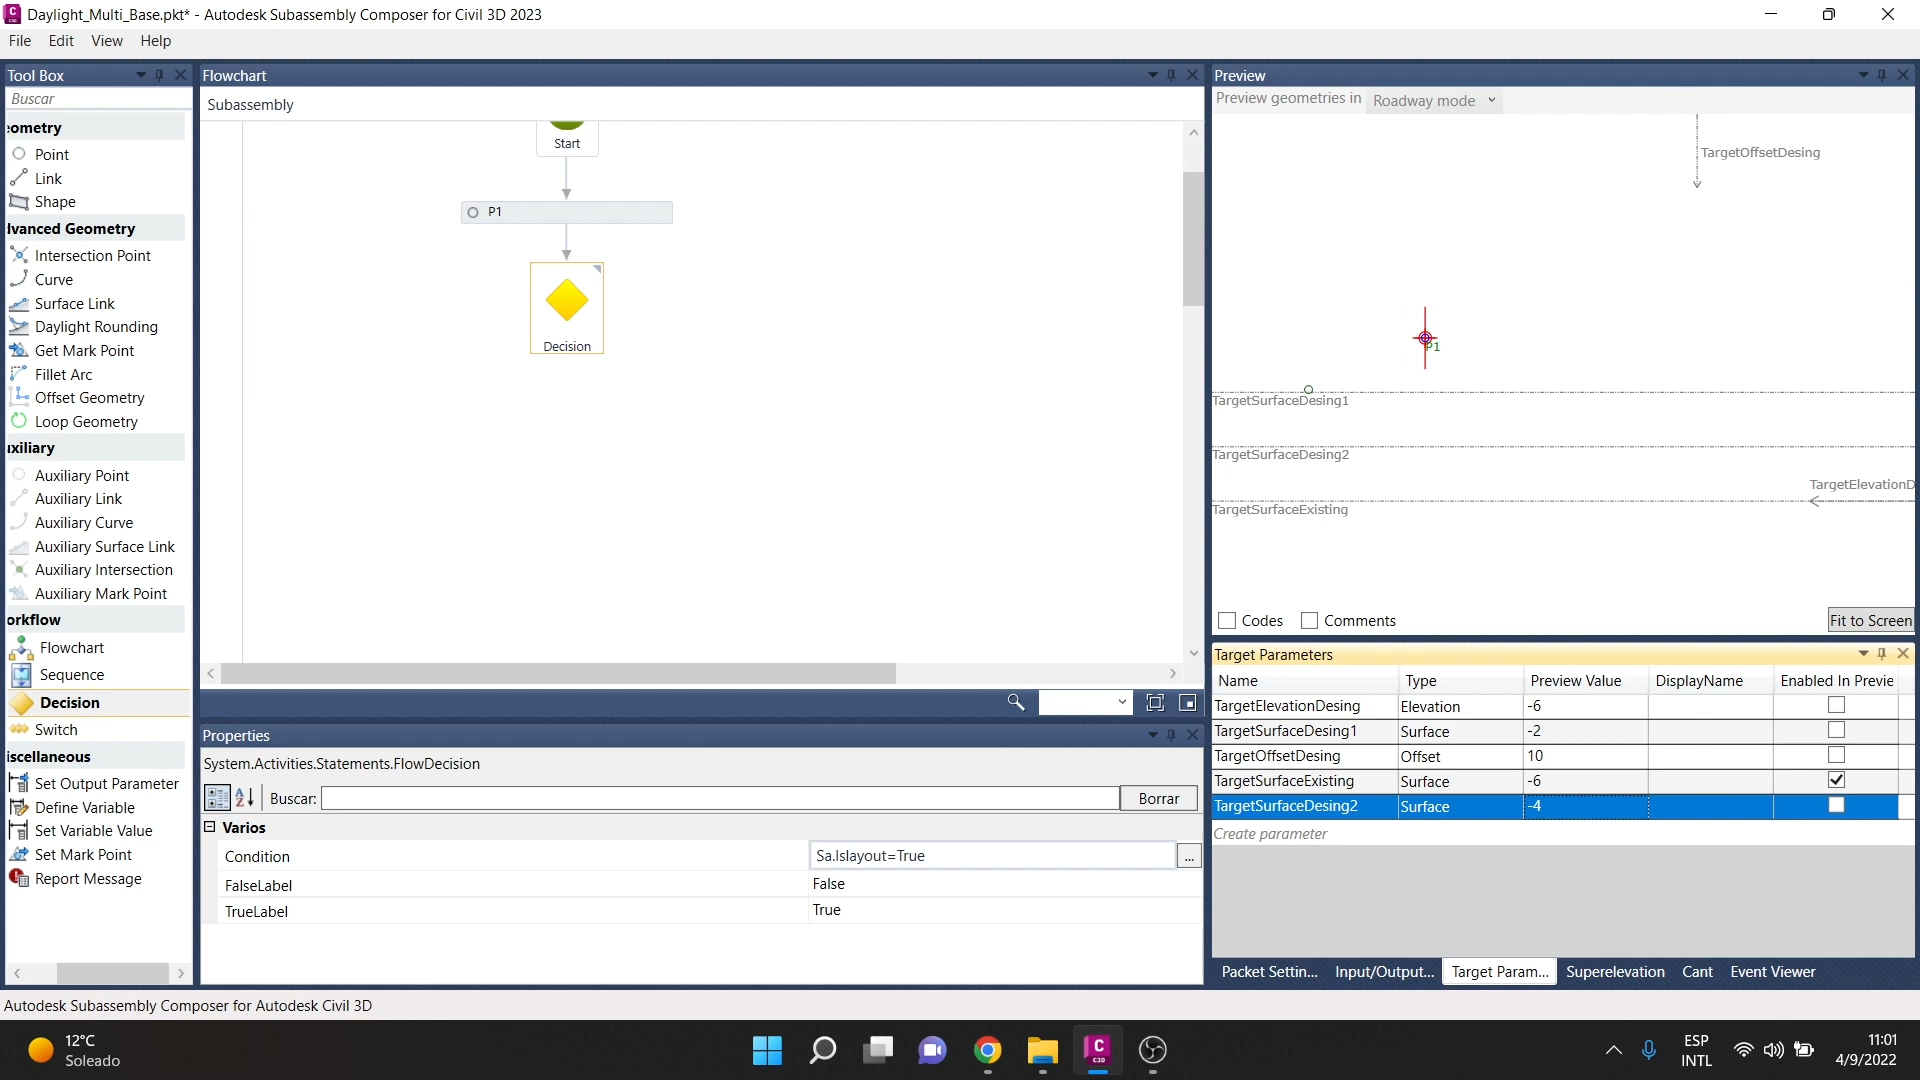 Daylight_Multi_Base.pkt* - Autodesk Subassembly Composer for Civil 3D 2023
File Edit View Help
Tool Box
Buscar
ometry
Point
Link
Shape
lvanced Geometry
Intersection Point
Curve
Surface Link
Daylight Rounding
Get Mark Point
Fillet Arc
Offset Geometry
Loop Geometry
ixiliary
Auxiliary Point
Auxiliary Link
Auxiliary Curve
Auxiliary Surface Link
Auxiliary Intersection
Auxiliary Mark Point
orkflow
Flowchart
Sequence
Decision
Switch
iscellaneous
Set Output Parameter
Define Variable
Set Variable Value
Set Mark Point
Report Message
Flowchart
Subassembly
Start
P1
Decision
Properties
System.Activities.Statements.FlowDecision
Buscar: Borrar
Varios
Condition Sa.Islayout=True ...
FalseLabel False
TrueLabel True
Preview
Preview geometries in Roadway mode
TargetOffsetDesing
P1
TargetSurfaceDesing1
TargetSurfaceDesing2
TargetElevationD
TargetSurfaceExisting
Codes Comments Fit to Screen
Target Parameters
Name Type Preview Value DisplayName Enabled In Previe
TargetElevationDesing Elevation -6
TargetSurfaceDesing1 Surface -2
TargetOffsetDesing Offset 10
TargetSurfaceExisting Surface -6
TargetSurfaceDesing2 Surface -4
Create parameter
Packet Settin... Input/Output... Target Param... Superelevation Cant Event Viewer
Autodesk Subassembly Composer for Autodesk Civil 3D
12°C
Soleado
C
C3D
ESP
INTL
11:01
4/9/2022